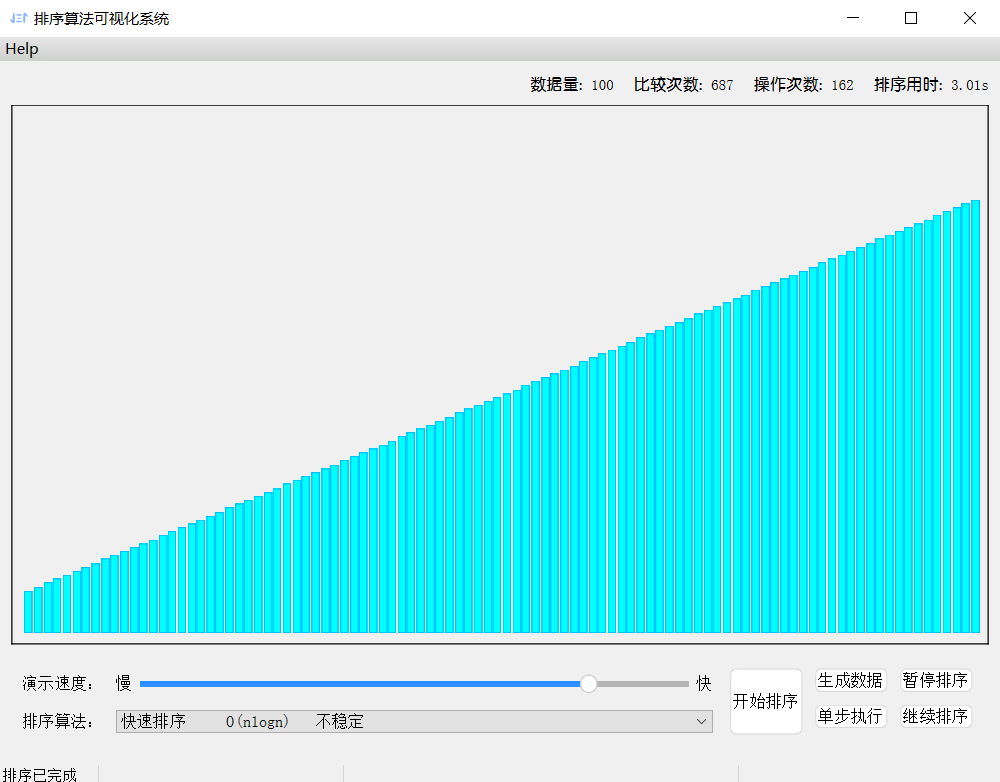 排序算法可视化系统
Help
数据量: 100 比较次数: 687 操作次数: 162 排序用时: 3.01s
演示速度: 慢 快
排序算法: 快速排序 O(nlogn) 不稳定
开始排序
生成数据 暂停排序
单步执行 继续排序
排序已完成